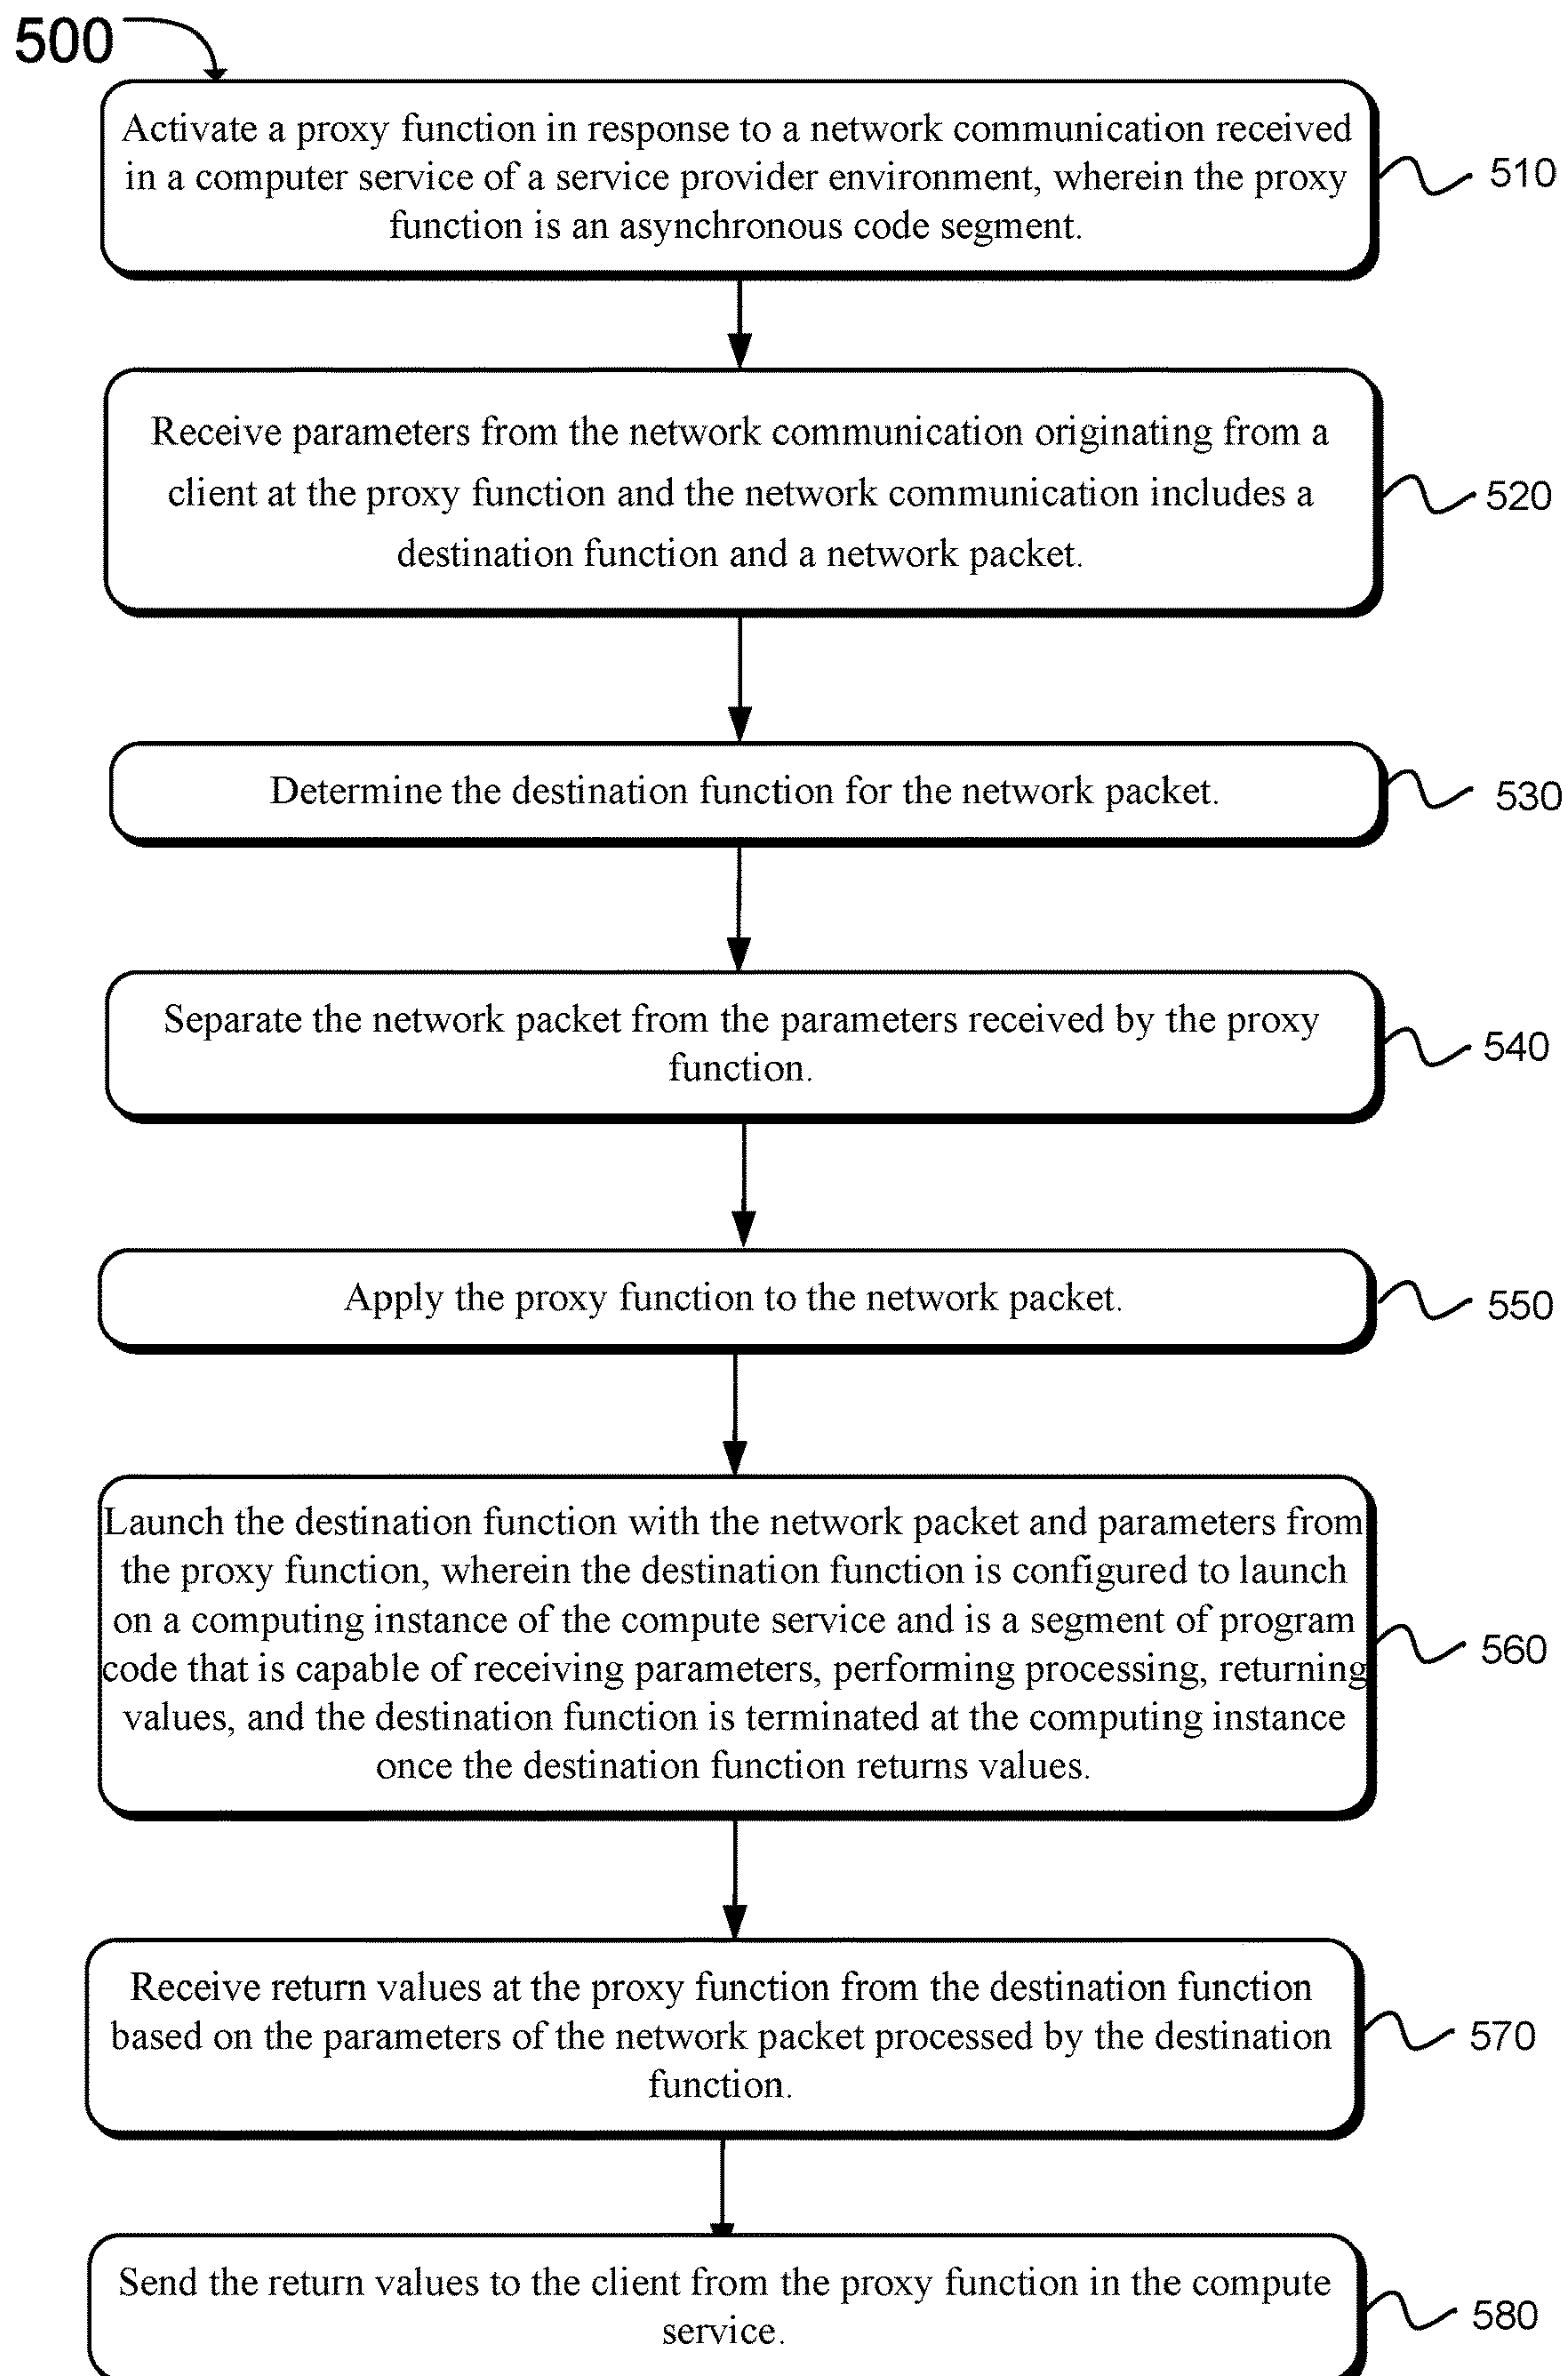 500
Activate a proxy function in response to a network communication received
in a computer service of a service provider environment, wherein the proxy
function is an asynchronous code segment.
510
Receive parameters from the network communication originating from a
client at the proxy function and the network communication includes a
destination function and a network packet.
520
Determine the destination function for the network packet.
530
Separate the network packet from the parameters received by the proxy
function.
540
Apply the proxy function to the network packet.
550
Launch the destination function with the network packet and parameters from
the proxy function, wherein the destination function is configured to launch
on a computing instance of the compute service and is a segment of program
code that is capable of receiving parameters, performing processing, returning
values, and the destination function is terminated at the computing instance
once the destination function returns values.
560
Receive return values at the proxy function from the destination function
based on the parameters of the network packet processed by the destination
function.
570
Send the return values to the client from the proxy function in the compute
service.
580